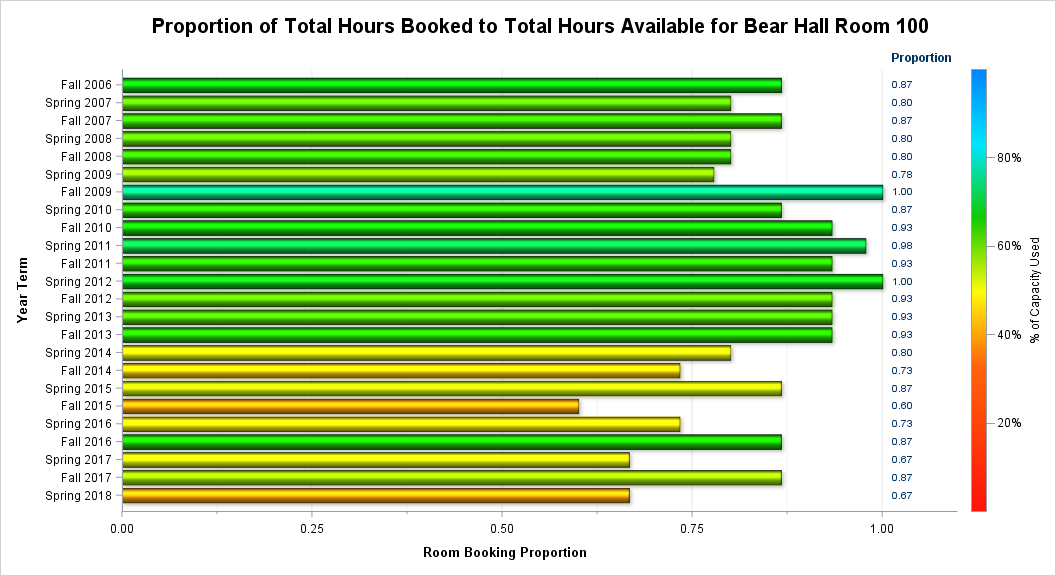 Proportion of Total Hours Booked to Total Hours Available for Bear Hall Room 100
Proportion
Fall 2006 0.87
Spring 2007 0.80
Fall 2007 0.87
Spring 2008 0.80
Fall 2008 0.80
Spring 2009 0.78
Fall 2009 1.00
Spring 2010 0.87
Fall 2010 0.93
Spring 2011 0.98
Fall 2011 0.93
Spring 2012 1.00
Fall 2012 0.93
Spring 2013 0.93
Fall 2013 0.93
Spring 2014 0.80
Fall 2014 0.73
Spring 2015 0.87
Fall 2015 0.60
Spring 2016 0.73
Fall 2016 0.87
Spring 2017 0.67
Fall 2017 0.87
Spring 2018 0.67
Year Term
0.00 0.25 0.50 0.75 1.00
Room Booking Proportion
80%
60%
40%
20%
% of Capacity Used